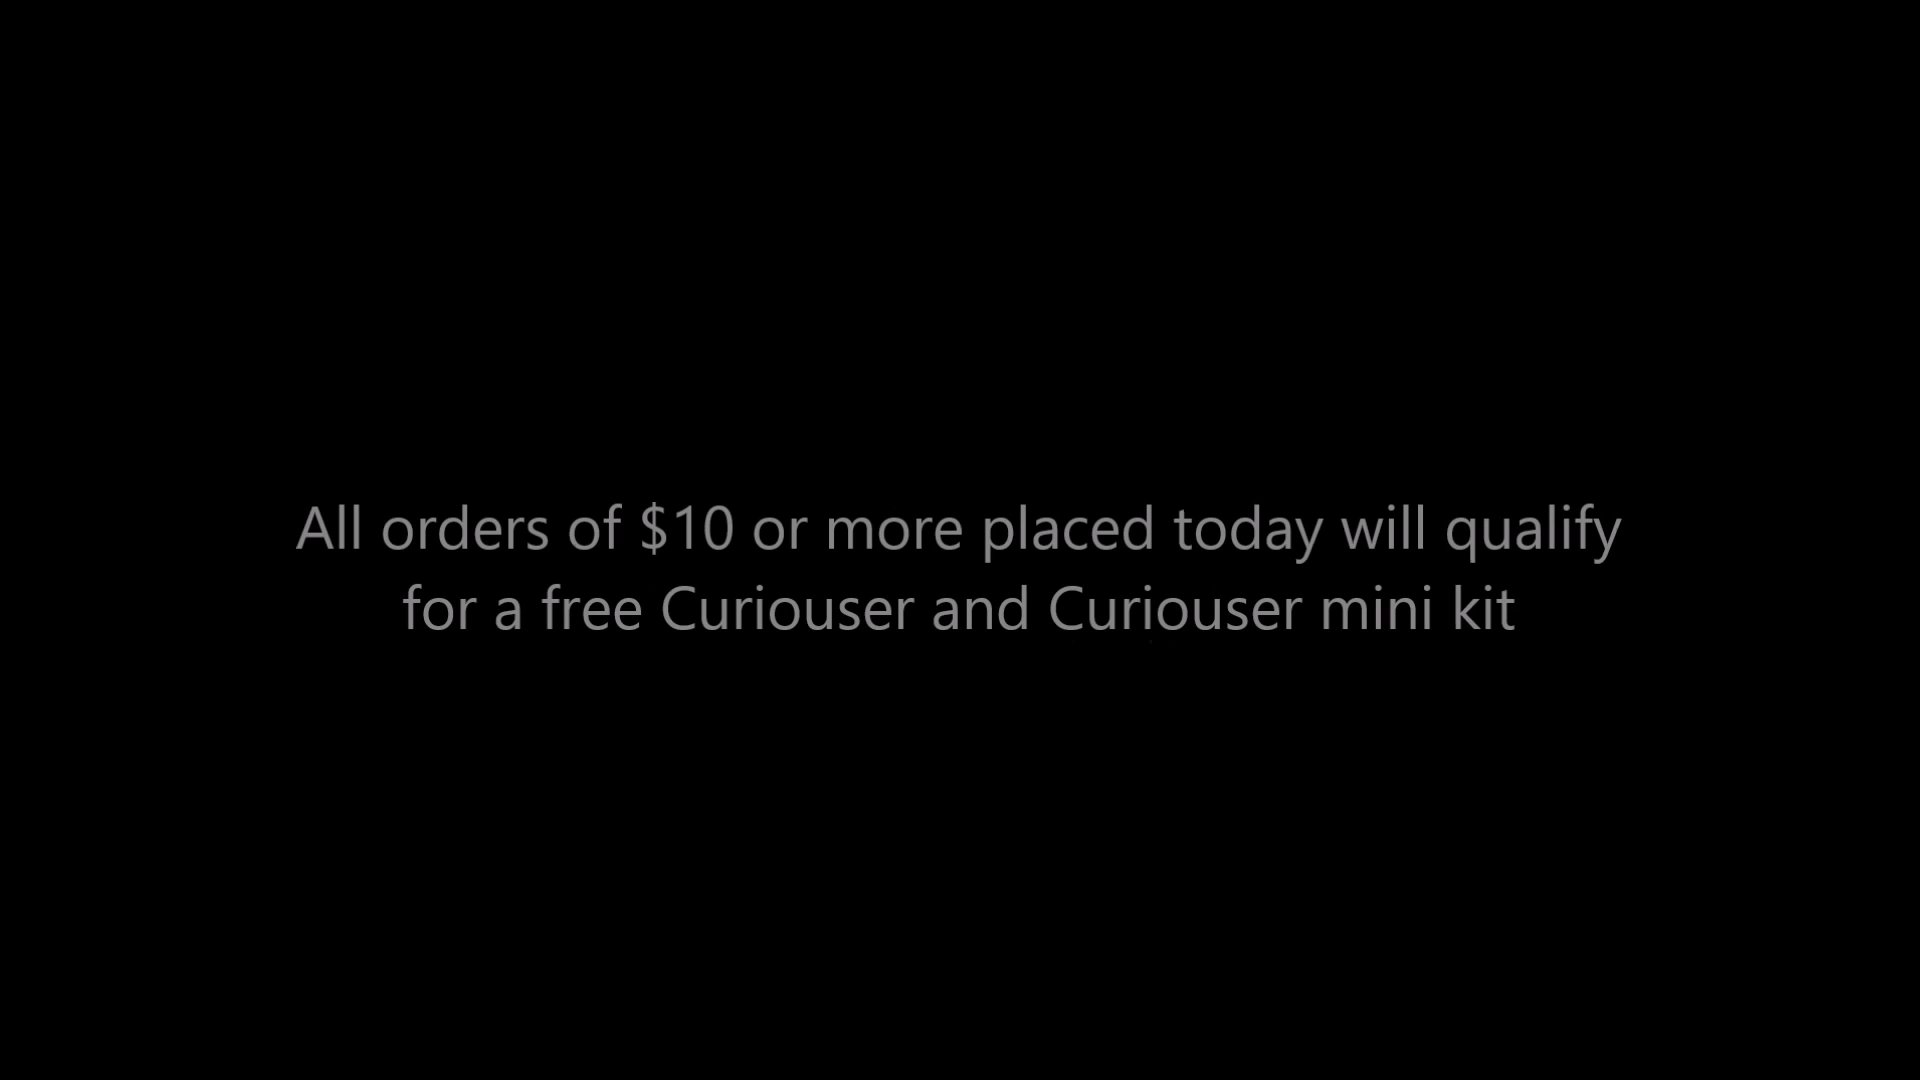 All orders of $10 or more placed today will qualify
for a free Curiouser and Curiouser mini kit